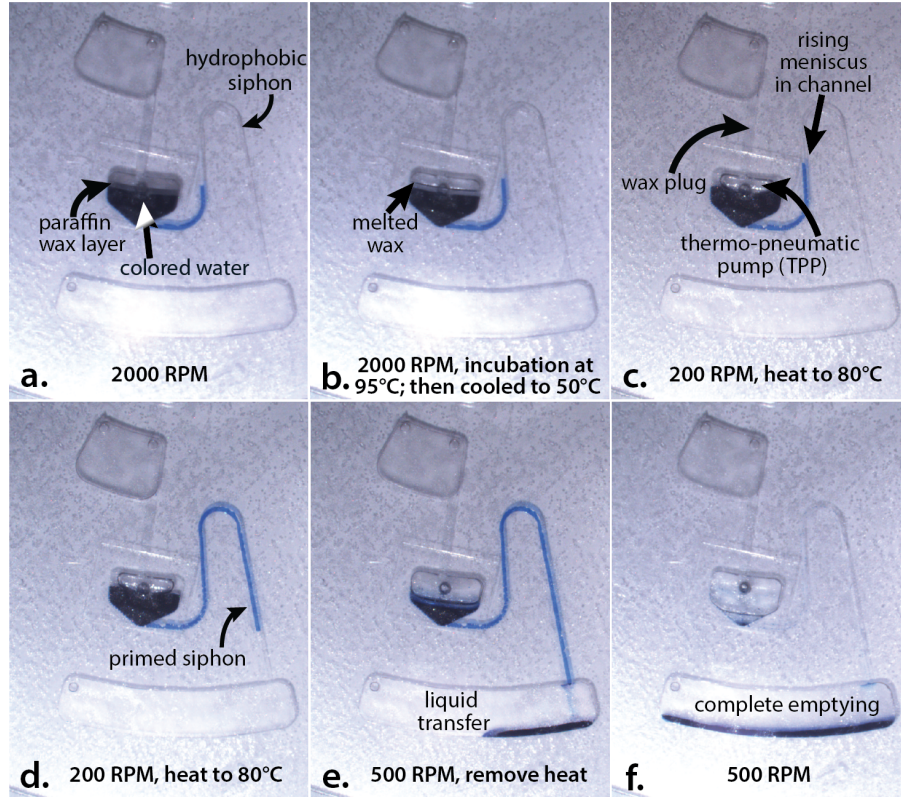 hydrophobic
siphon
paraffin
wax layer
colored water
a.
2000 RPM
melted
wax
b.
2000 RPM, incubation at
95°C; then cooled to 50°C
rising
meniscus
in channel
wax plug
thermo-pneumatic
pump (TPP)
c.
200 RPM, heat to 80°C
primed siphon
d.
200 RPM, heat to 80°C
liquid
transfer
e.
500 RPM, remove heat
complete emptying
f.
500 RPM